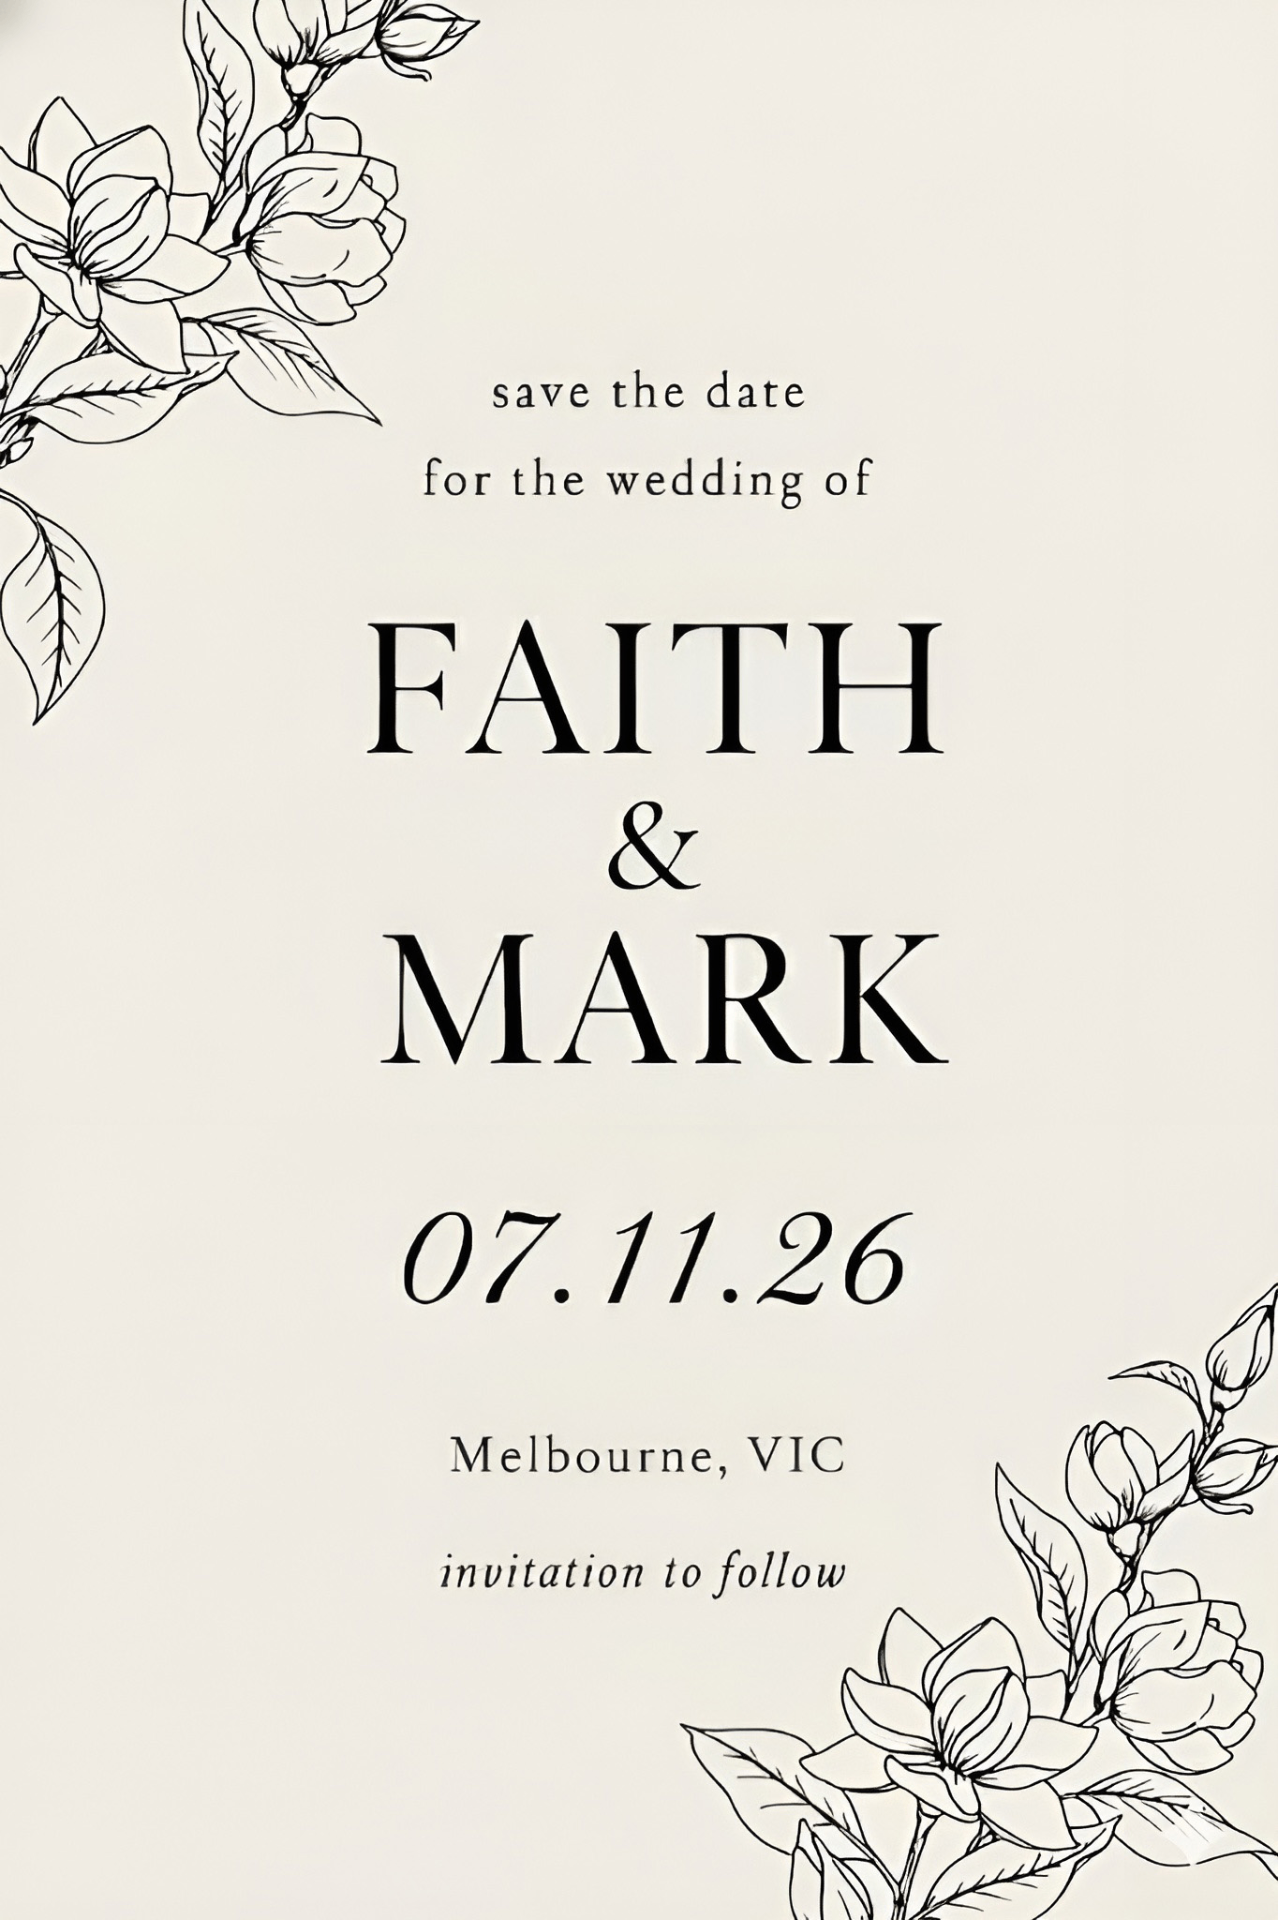 save the date
for the wedding of
FAITH
&
MARK
07.11.26
Melbourne, VIC
invitation to follow